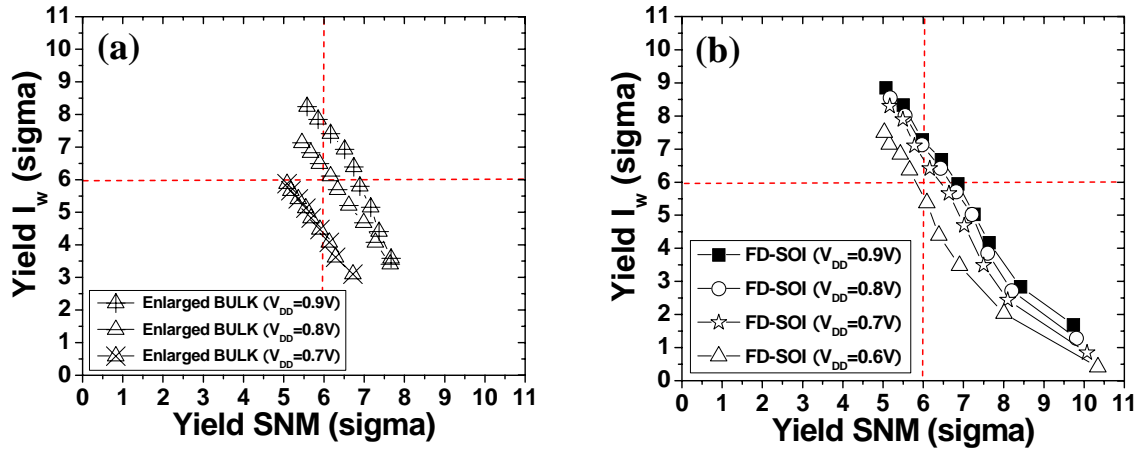 (a)
Yield I_w (sigma)
11
10
9
8
7
6
5
4
3
2
1
0
Enlarged BULK (V_DD=0.9V)
Enlarged BULK (V_DD=0.8V)
Enlarged BULK (V_DD=0.7V)
0 1 2 3 4 5 6 7 8 9 10 11
Yield SNM (sigma)
(b)
Yield I_w (sigma)
11
10
9
8
7
6
5
4
3
2
1
0
FD-SOI (V_DD=0.9V)
FD-SOI (V_DD=0.8V)
FD-SOI (V_DD=0.7V)
FD-SOI (V_DD=0.6V)
0 1 2 3 4 5 6 7 8 9 10 11
Yield SNM (sigma)